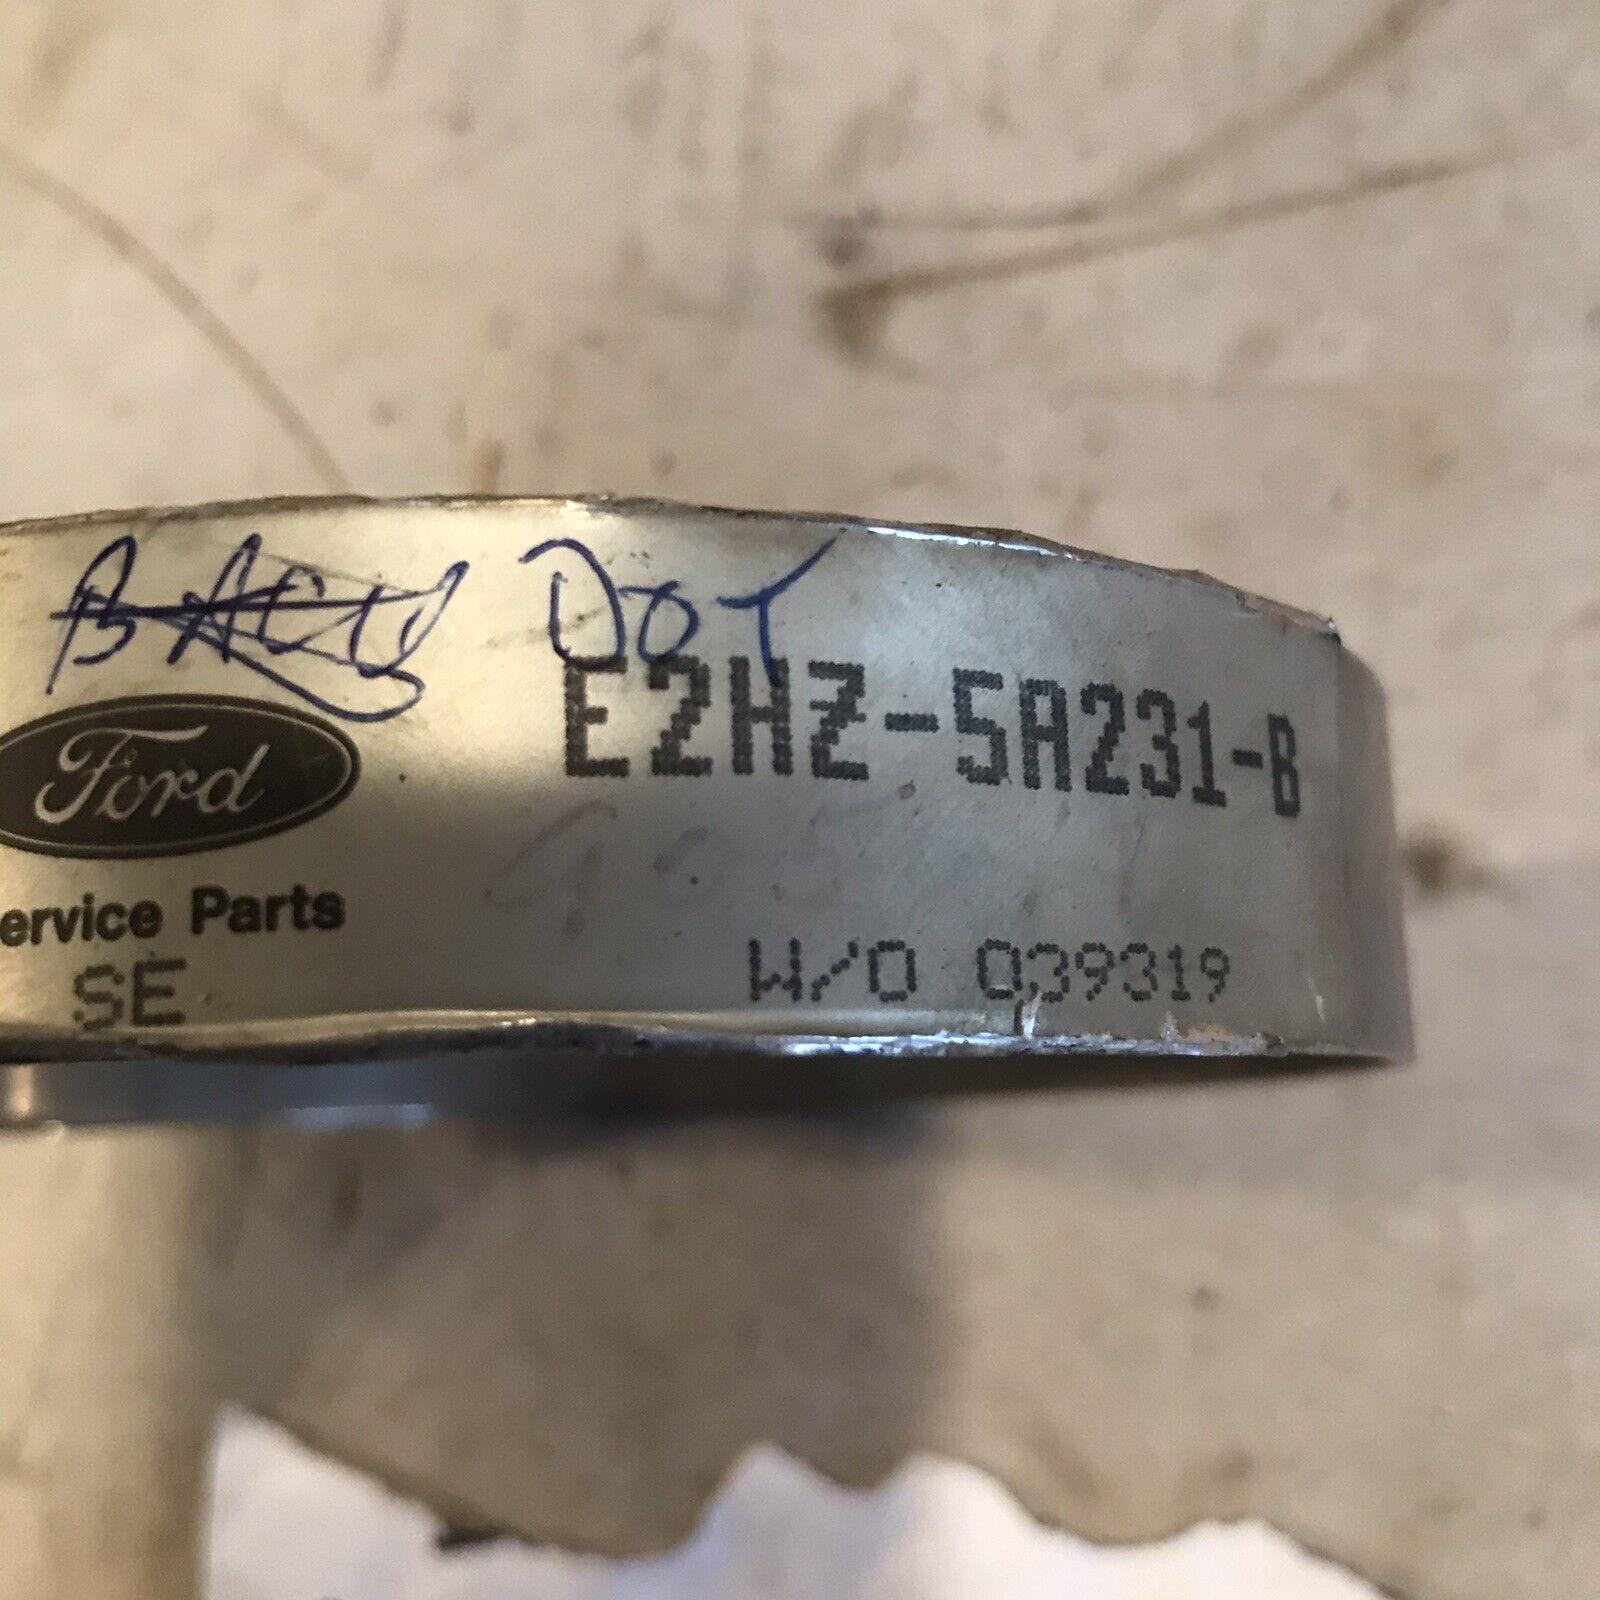 DOT
E2HZ-5A231-B
Ford
ervice Parts
SE
W/O 039319